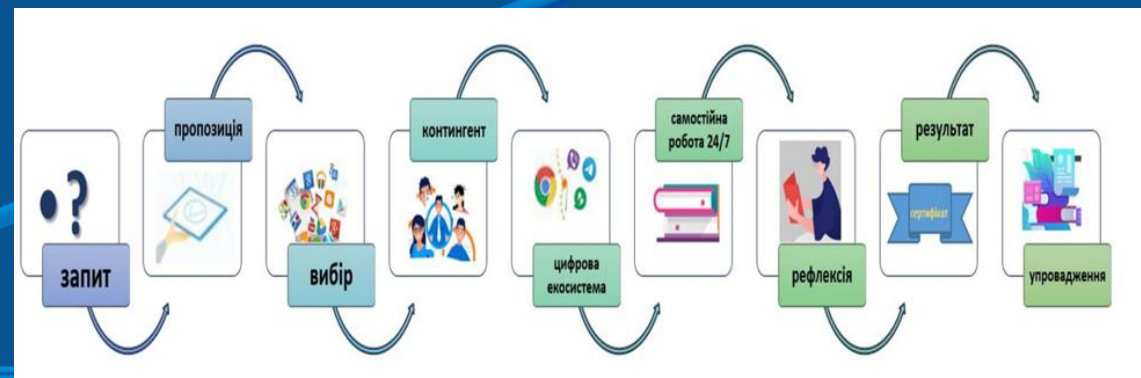 запит
пропозиція
вибір
контингент
цифрова
екосистема
самостійна
робота 24/7
рефлексія
результат
сертифікат
упровадження